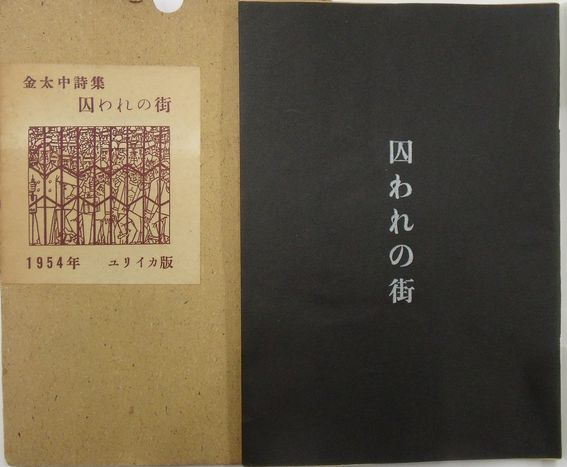 金太中詩集
囚われの街
1954年 ユリイカ版
囚われの街